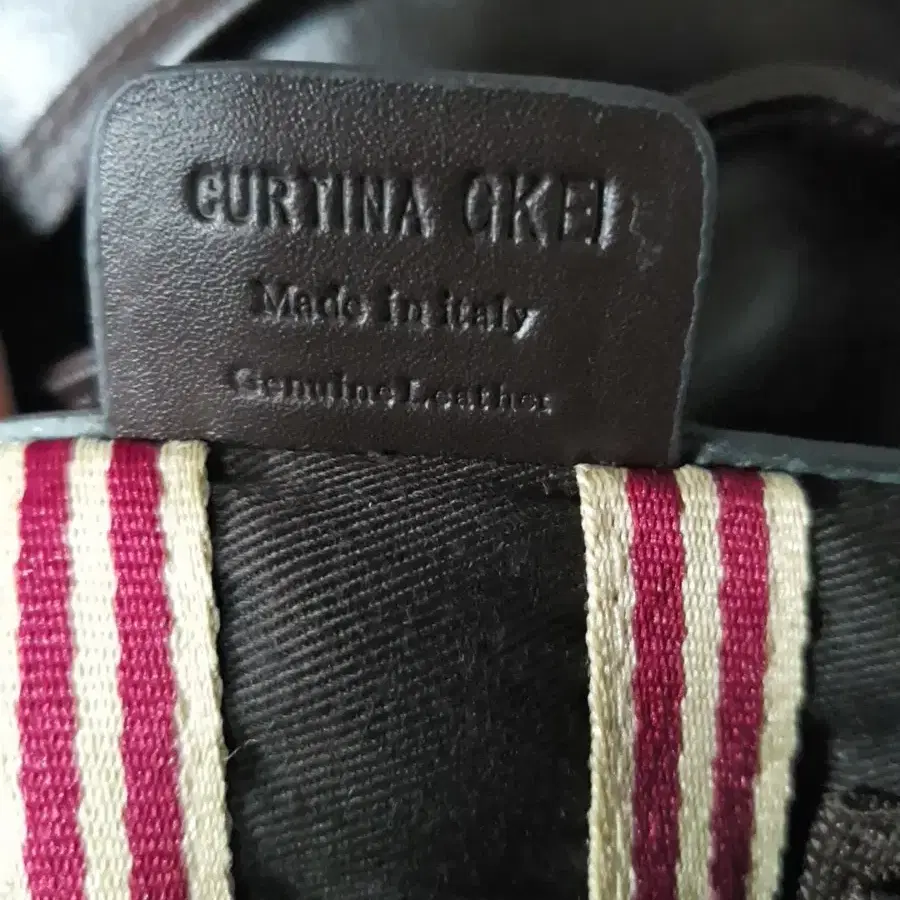 CURTINA CKEI
Made in italy
Genuine Leather